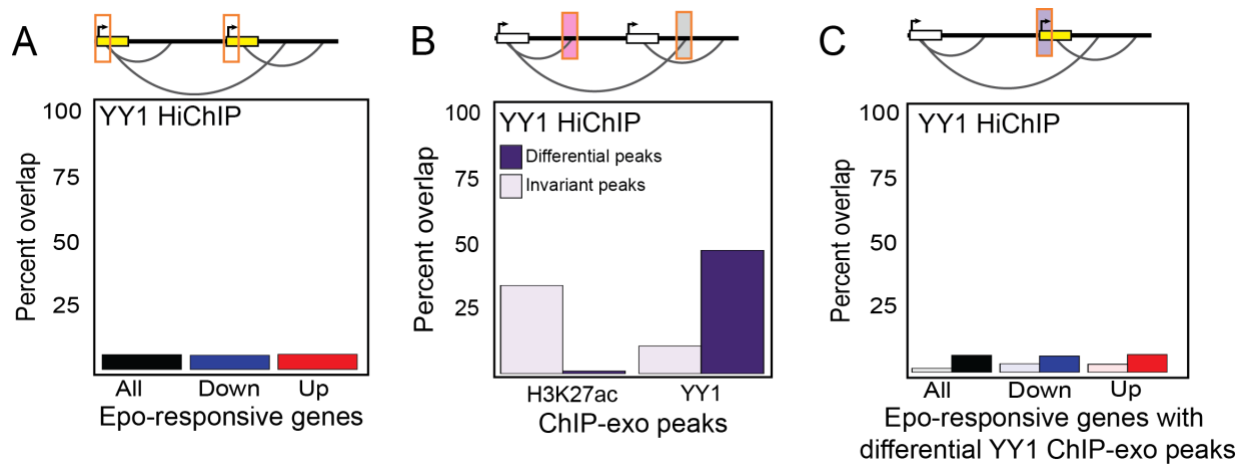 A
YY1 HiChIP
Percent overlap
100
75
50
25
All
Down
Up
Epo-responsive genes
B
YY1 HiChIP
Differential peaks
Invariant peaks
Percent overlap
100
75
50
25
H3K27ac
YY1
ChIP-exo peaks
C
YY1 HiChIP
Percent overlap
100
75
50
25
All
Down
Up
Epo-responsive genes with
differential YY1 ChIP-exo peaks